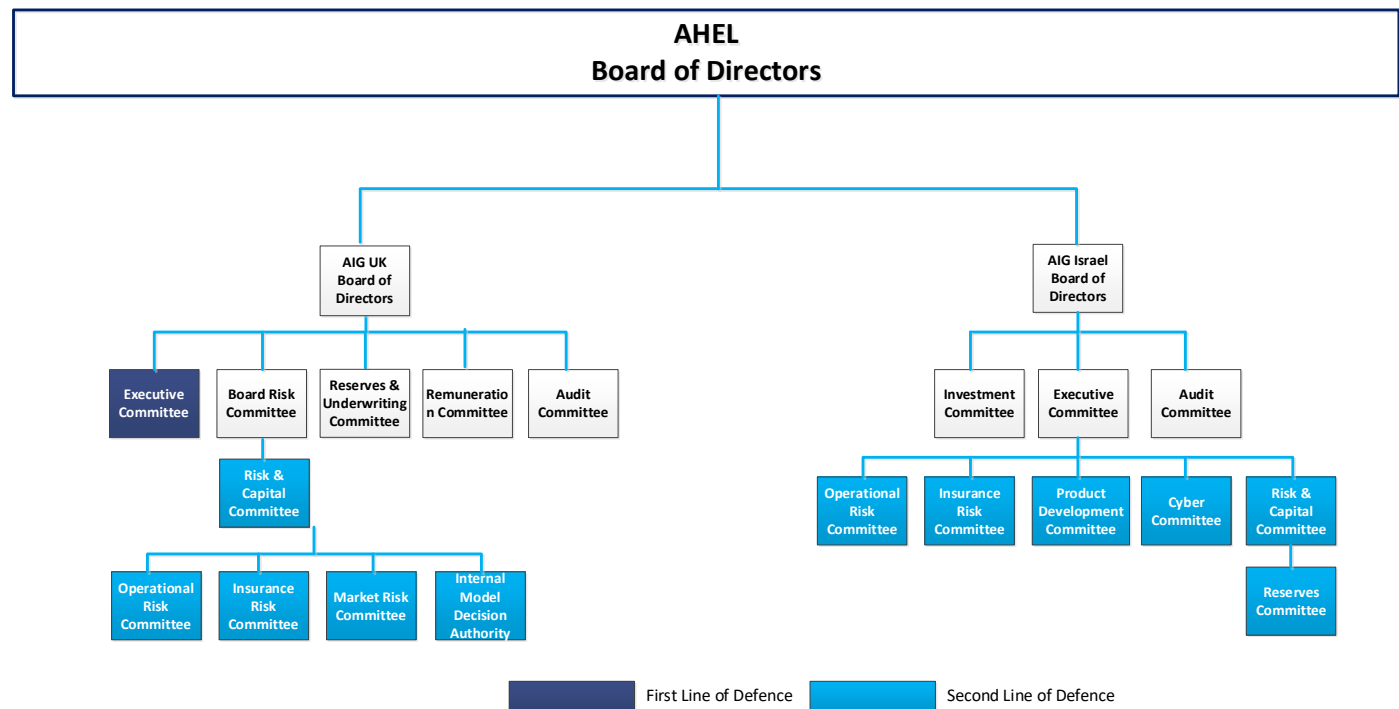 AHEL
Board of Directors
AIG UK
Board of
Directors
AIG Israel
Board of
Directors
Executive
Committee
Board Risk
Committee
Reserves &
Underwriting
Committee
Remuneratio
n Committee
Audit
Committee
Investment
Committee
Executive
Committee
Audit
Committee
Risk &
Capital
Committee
Operational
Risk
Committee
Insurance
Risk
Committee
Product
Development
Committee
Cyber
Committee
Risk &
Capital
Committee
Operational
Risk
Committee
Insurance
Risk
Committee
Market Risk
Committee
Internal
Model
Decision
Authority
Reserves
Committee
First Line of Defence
Second Line of Defence